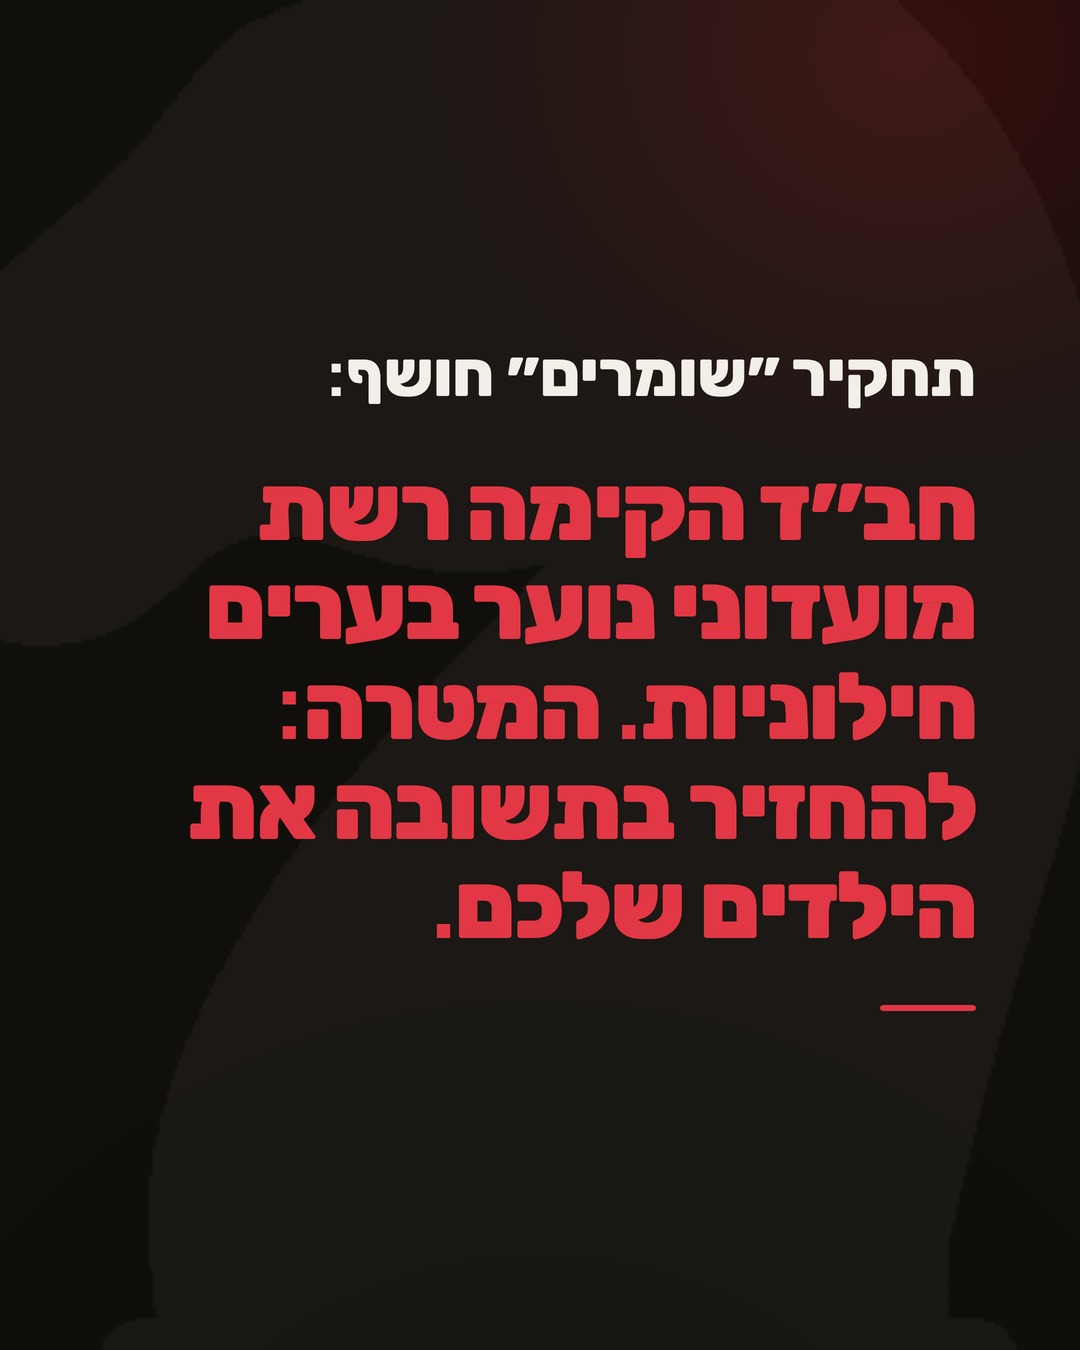 תחקיר ״שומרים״ חושף:
חב״ד הקימה רשת
מועדוני נוער בערים
חילוניות. המטרה:
להחזיר בתשובה את
הילדים שלכם.